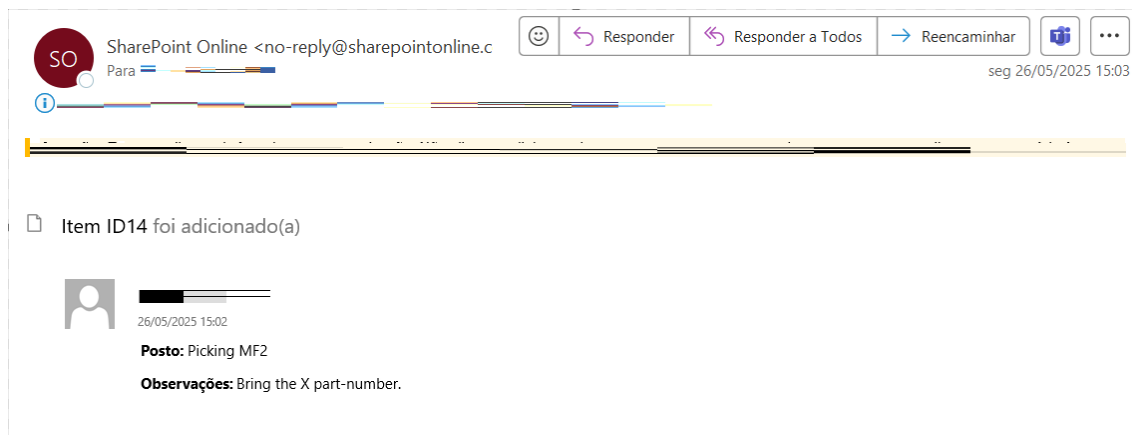 SO
SharePoint Online <no-reply@sharepointonline.c
Responder
Responder a Todos
Reencaminhar
Para
seg 26/05/2025 15:03
Item ID14 foi adicionado(a)
26/05/2025 15:02
Posto: Picking MF2
Observações: Bring the X part-number.